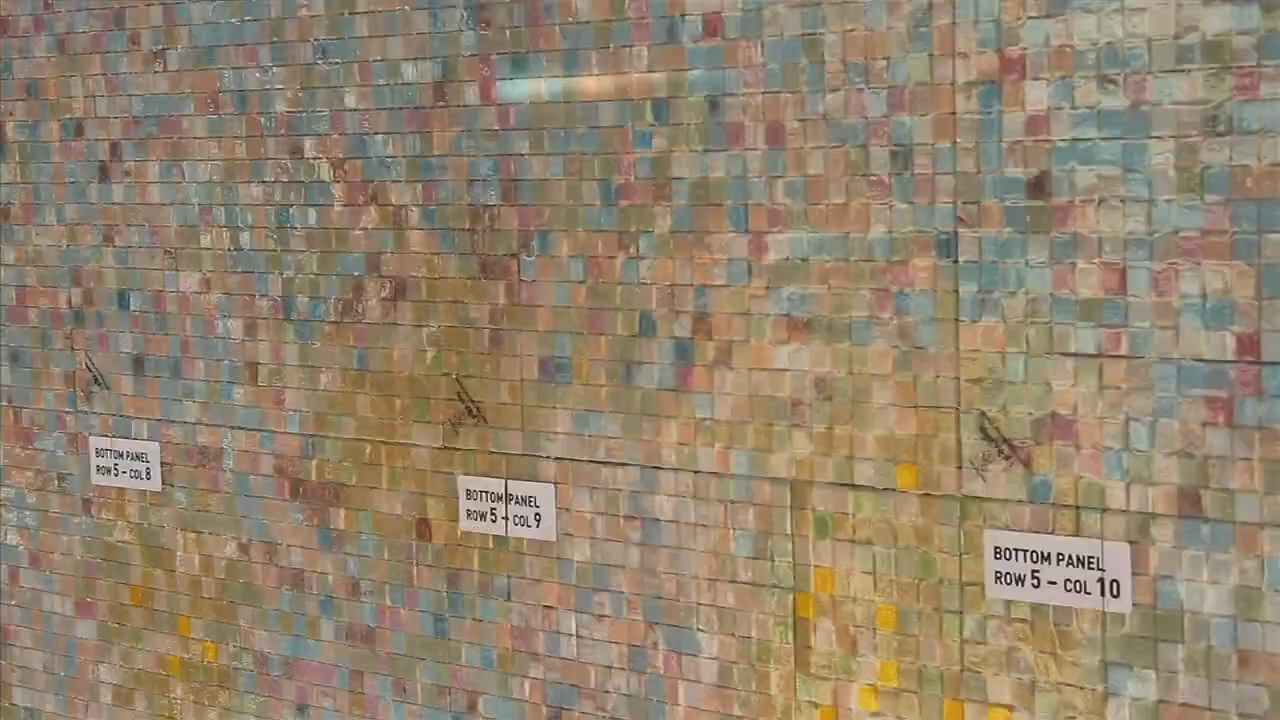 BOTTOM PANEL
ROW 5 - COL 8
BOTTOM PANEL
ROW 5 - COL 9
BOTTOM PANEL
ROW 5 - COL 10